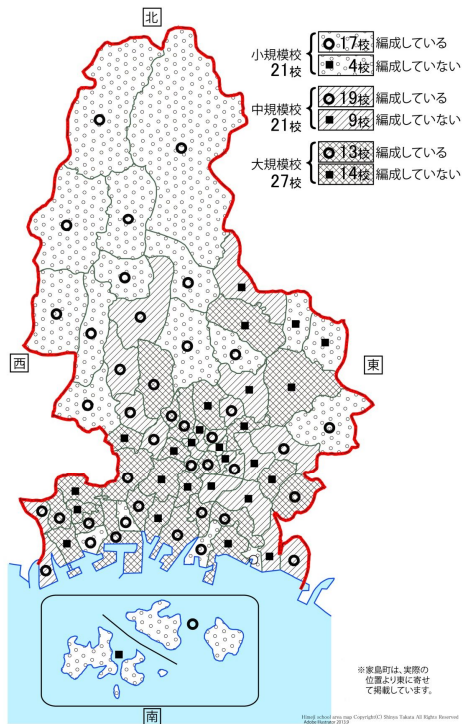 北
小規模校
21校
17校 編成している
4校 編成していない
中規模校
21校
19校 編成している
9校 編成していない
大規模校
27校
13校 編成している
14校 編成していない
西
東
南
※家島町は、実際の
位置より東に寄せ
て掲載しています。
Himeji school area map Copyright(C) Shinya Takata All Rights Reserved
Adobe Illustrator 2013.9